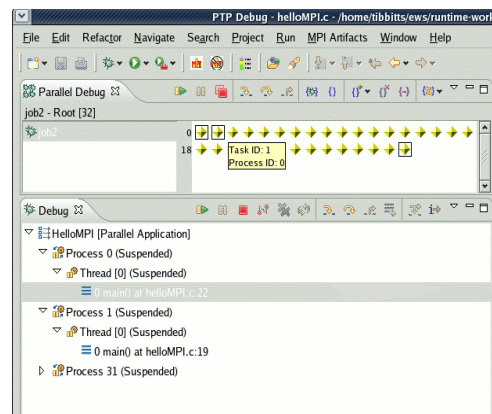 PTP Debug - helloMPI.c - /home/tibbitts/ews/runtime-work
File Edit Refactor Navigate Search Project Run MPI Artifacts Window Help
Parallel Debug
job2 - Root [32]
job2
0
18
Task ID: 1
Process ID: 0
Debug
HelloMPI [Parallel Application]
Process 0 (Suspended)
Thread [0] (Suspended)
0 main() at helloMPI.c:22
Process 1 (Suspended)
Thread [0] (Suspended)
0 main() at helloMPI.c:19
Process 31 (Suspended)